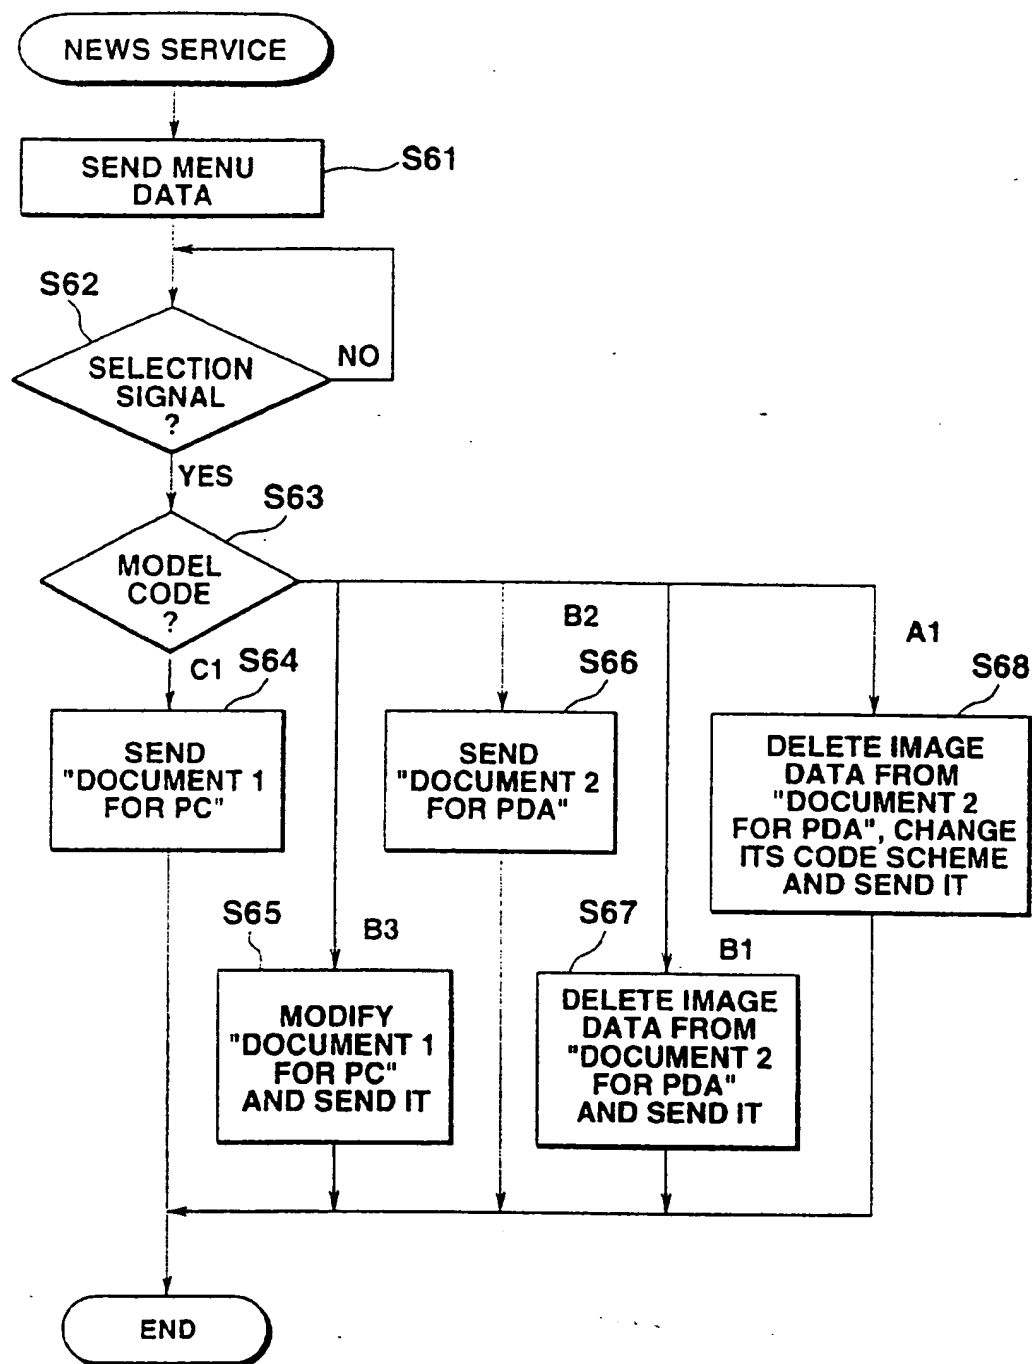 NEWS SERVICE
SEND MENU
DATA
S61
S62
SELECTION
SIGNAL
?
NO
YES
S63
MODEL
CODE
?
C1
S64
SEND
"DOCUMENT 1
FOR PC"
B3
S65
MODIFY
"DOCUMENT 1
FOR PC"
AND SEND IT
B2
S66
SEND
"DOCUMENT 2
FOR PDA"
B1
S67
DELETE IMAGE
DATA FROM
"DOCUMENT 2
FOR PDA"
AND SEND IT
A1
S68
DELETE IMAGE
DATA FROM
"DOCUMENT 2
FOR PDA", CHANGE
ITS CODE SCHEME
AND SEND IT
END